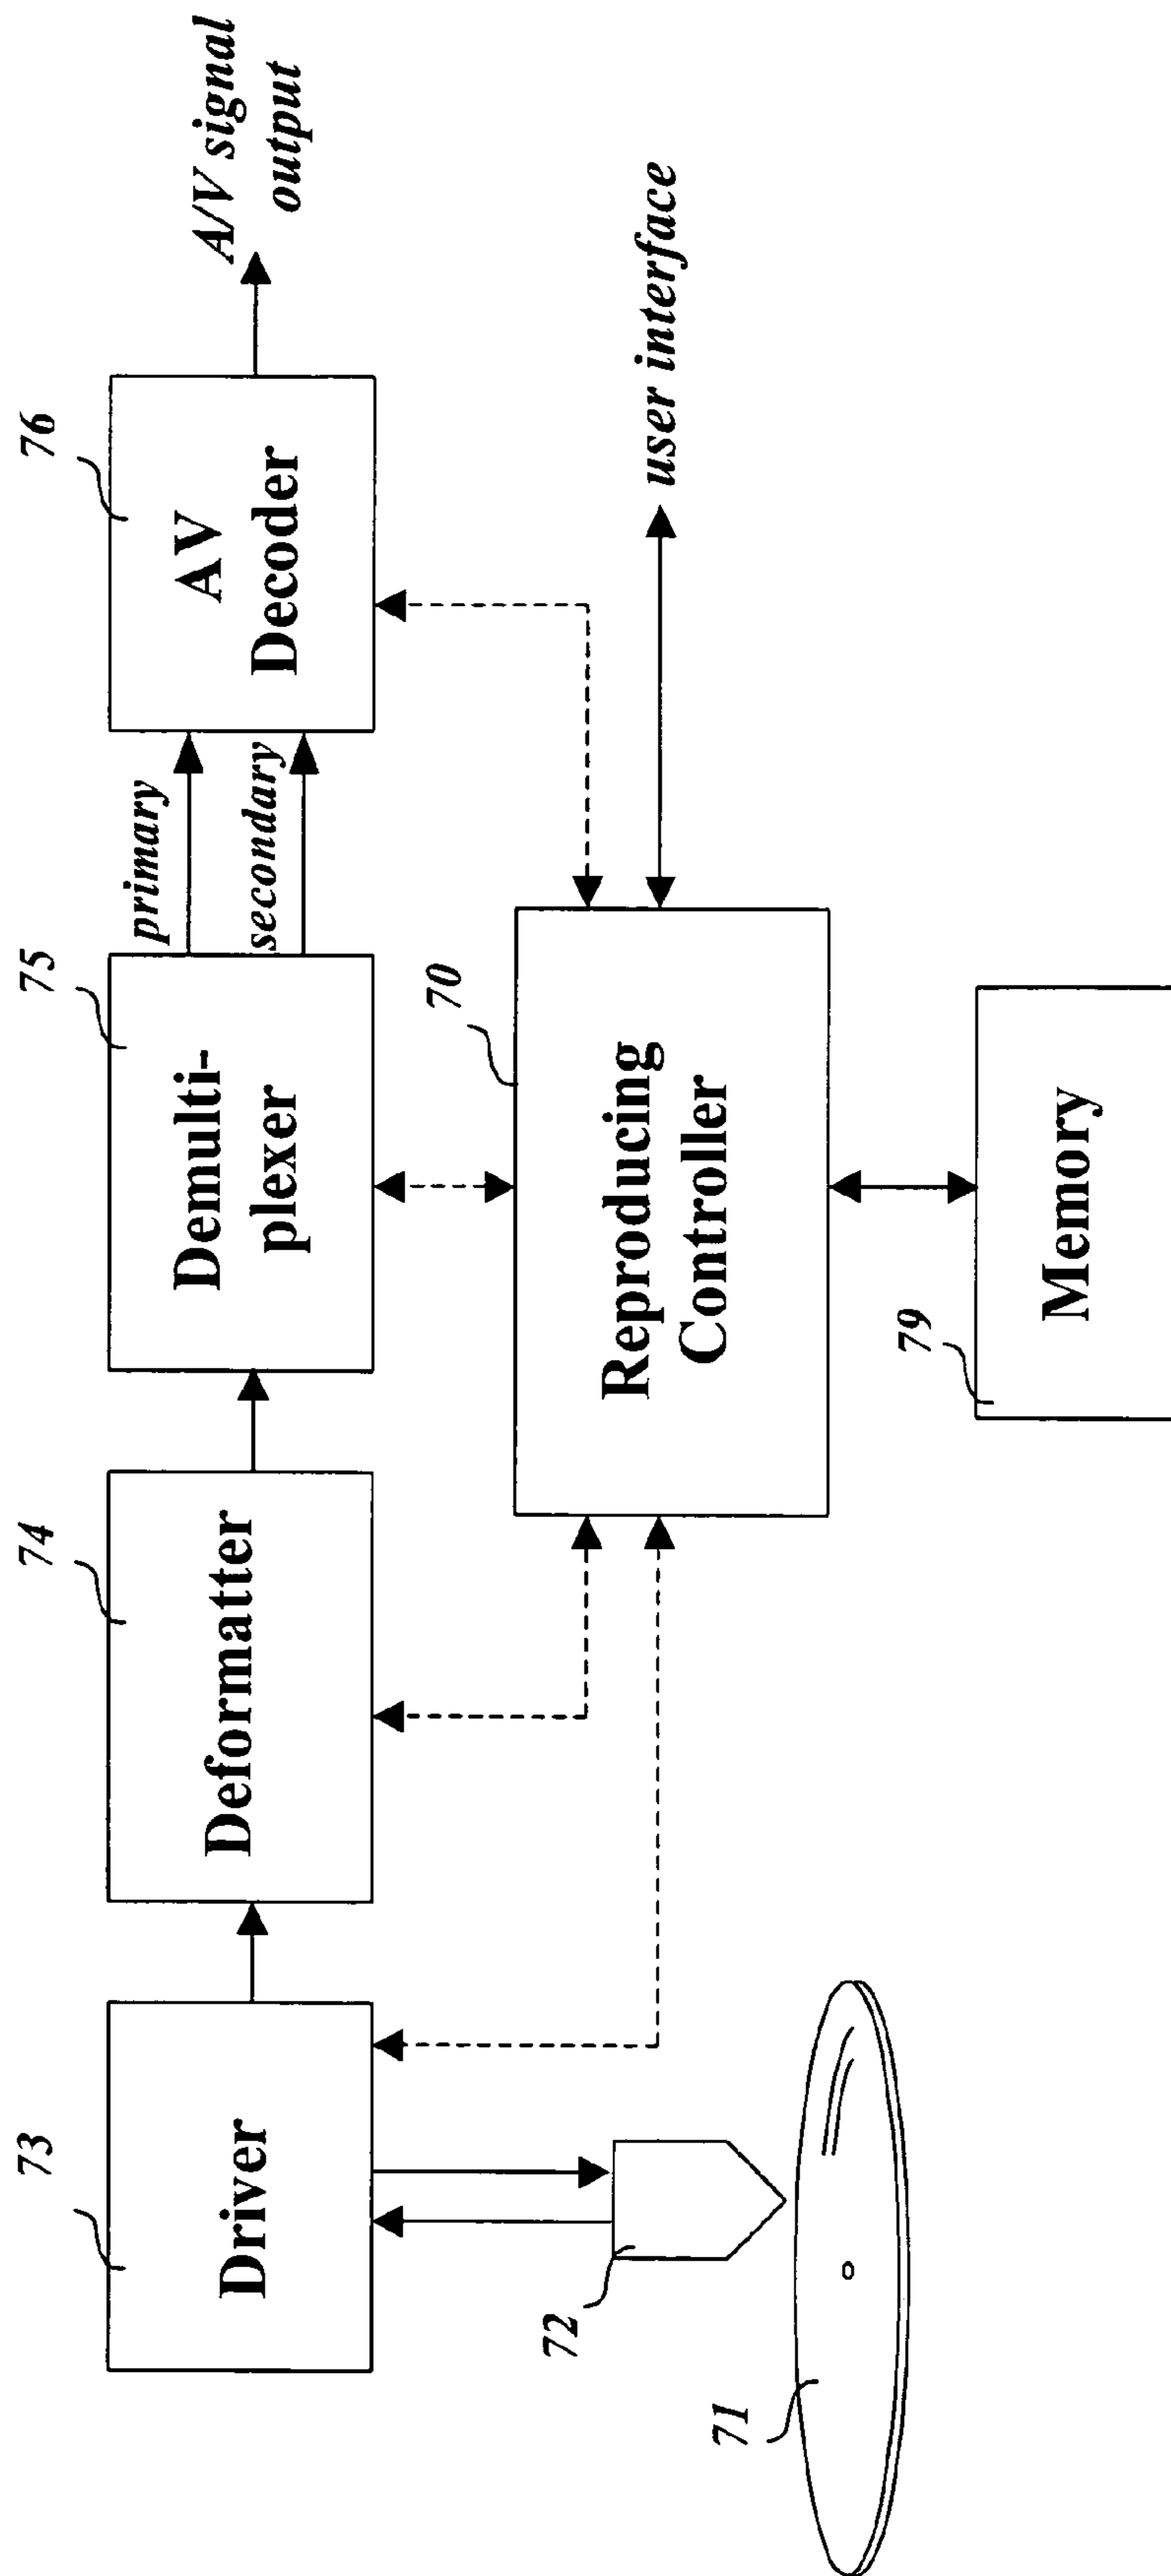 73
Driver
74
Deformatter
75
Demulti-
plexer
primary
secondary
76
AV
Decoder
A/V signal
output
72
71
70
Reproducing
Controller
user interface
79
Memory